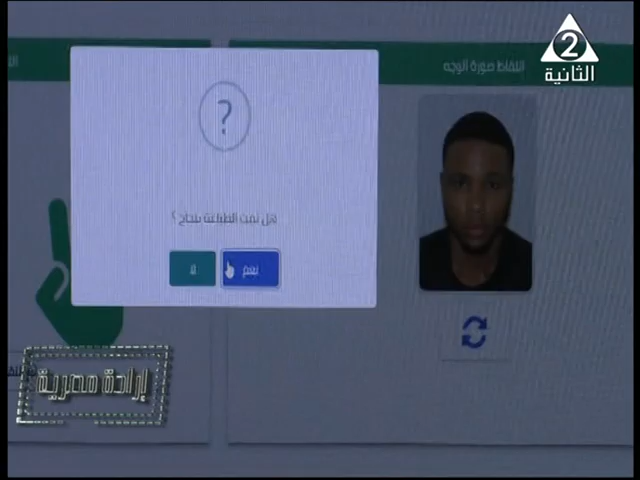 2
الثانية
التقاط صورة الوجه
?
هل تمت الطباعة بنجاح ؟
نعم
لا
إرادة مصرية